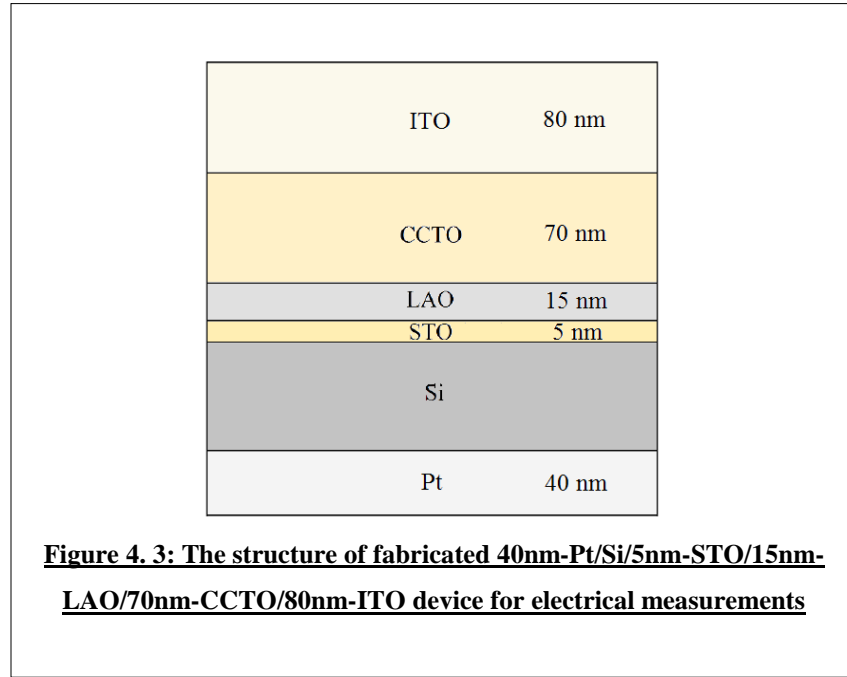 ITO 80 nm
CCTO 70 nm
LAO 15 nm
STO 5 nm
Si
Pt 40 nm
Figure 4. 3: The structure of fabricated 40nm-Pt/Si/5nm-STO/15nm-
LAO/70nm-CCTO/80nm-ITO device for electrical measurements